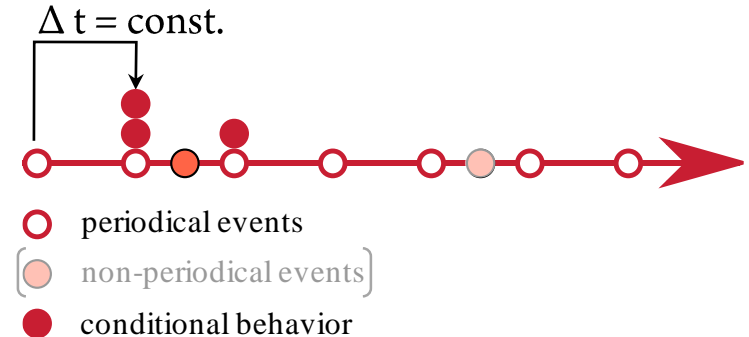 Δ t = const.
periodical events
non-periodical events
conditional behavior